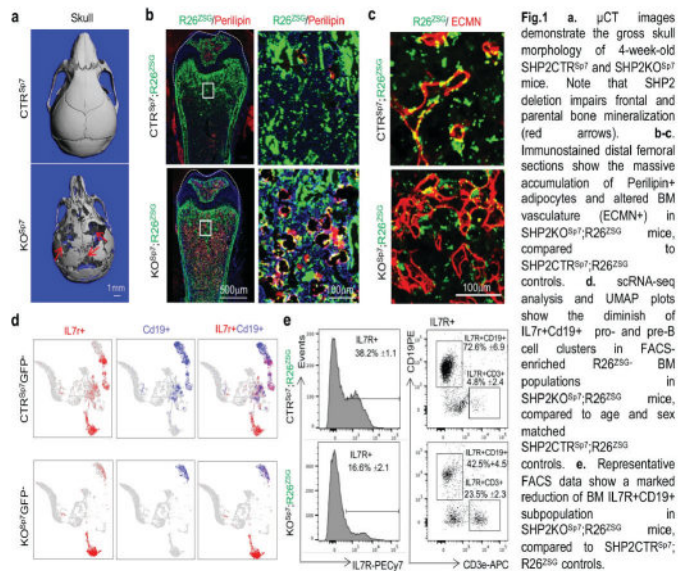 a
Skull
CTRSp7
KOSp7
1mm
b
R26ZSG/Perilipin
CTRSp7;R26ZSG
KOSp7;R26ZSG
500μm
100μm
c
R26ZSG/ ECMN
CTRSp7;R26ZSG
KOSp7;R26ZSG
100μm
d
IL7r+
Cd19+
IL7r+Cd19+
CTRSp7GFP-
KOSp7GFP-
e
IL7R+
CTRSp7;R26ZSG
Events
IL7R+
38.2% ±1.1
CD19PE
IL7R+CD19+
72.6% ±6.9
IL7R+CD3+
4.8% ±2.4
KOSp7;R26ZSG
IL7R+
16.6% ±2.1
IL7R+CD19+
42.5%+4.5
IL7R+CD3+
23.5% ±2.3
IL7R-PECy7
CD3e-APC
Fig.1 a. μCT images
demonstrate the gross skull
morphology of 4-week-old
SHP2CTRSp7 and SHP2KOSp7
mice. Note that SHP2
deletion impairs frontal and
parental bone mineralization
(red arrows). b-c.
Immunostained distal femoral
sections show the massive
accumulation of Perilipin+
adipocytes and altered BM
vasculature (ECMN+) in
SHP2KOSp7;R26ZSG mice,
compared to
SHP2CTRSp7;R26ZSG
controls. d. scRNA-seq
analysis and UMAP plots
show the diminish of
IL7r+Cd19+ pro- and pre-B
cell clusters in FACS-
enriched R26ZSG- BM
populations in
SHP2KOSp7;R26ZSG mice,
compared to age and sex
matched
SHP2CTRSp7;R26ZSG
controls. e. Representative
FACS data show a marked
reduction of BM IL7R+CD19+
subpopulation in
SHP2KOSp7;R26ZSG mice,
compared to SHP2CTRSp7;
R26ZSG controls.